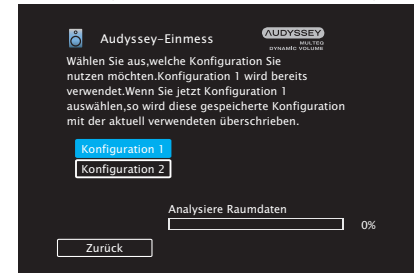 Audyssey-Einmess
AUDYSSEY
MULTEQ
DYNAMIC VOLUME
Wählen Sie aus,welche Konfiguration Sie
nutzen möchten.Konfiguration 1 wird bereits
verwendet.Wenn Sie jetzt Konfiguration 1
auswählen,so wird diese gespeicherte Konfiguration
mit der aktuell verwendeten überschrieben.
Konfiguration 1
Konfiguration 2
Analysiere Raumdaten
0%
Zurück